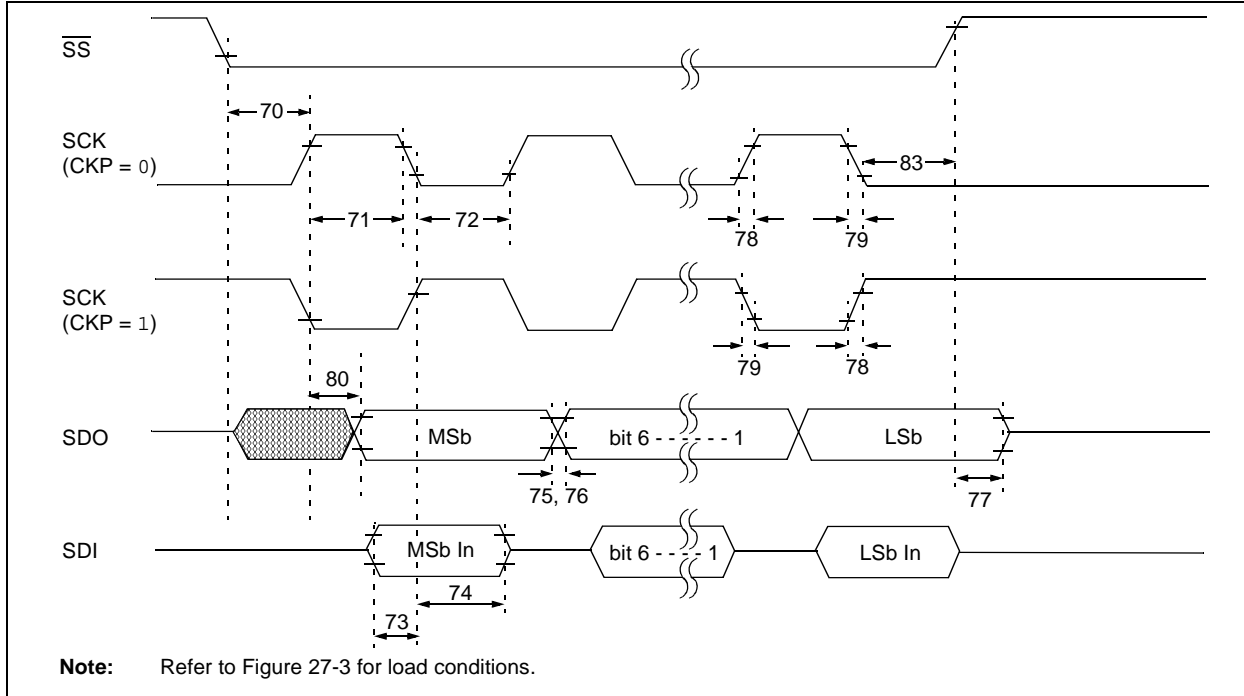 SS
70
SCK
(CKP = 0)
83
71
72
78
79
SCK
(CKP = 1)
79
78
80
SDO
MSb
bit 6 - - - - - - 1
LSb
75, 76
77
SDI
MSb In
bit 6 - - - - 1
LSb In
74
73
Note: Refer to Figure 27-3 for load conditions.